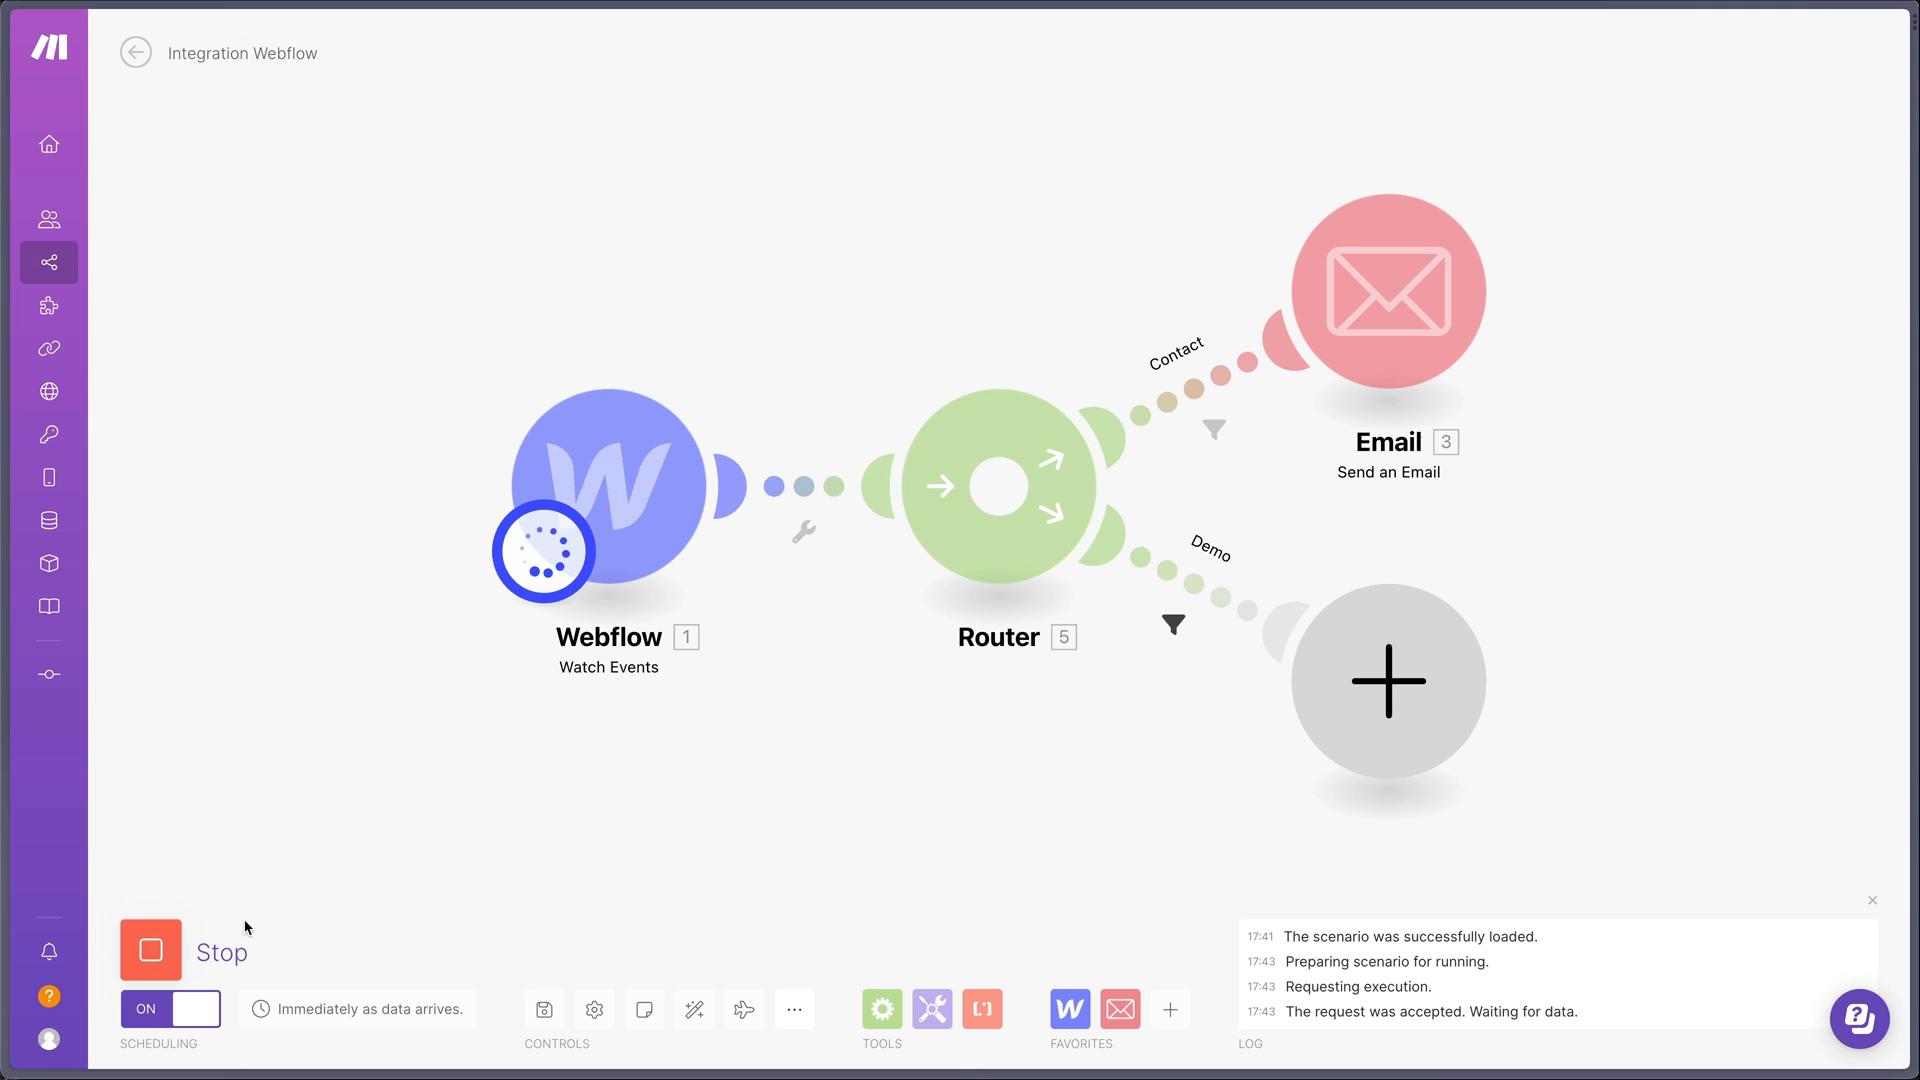 Integration Webflow
Contact
Email 3
Send an Email
Demo
Webflow 1
Watch Events
Router 5
Stop
ON
Immediately as data arrives.
SCHEDULING
CONTROLS
TOOLS
FAVORITES
17:41 The scenario was successfully loaded.
17:43 Preparing scenario for running.
17:43 Requesting execution.
17:43 The request was accepted. Waiting for data.
LOG